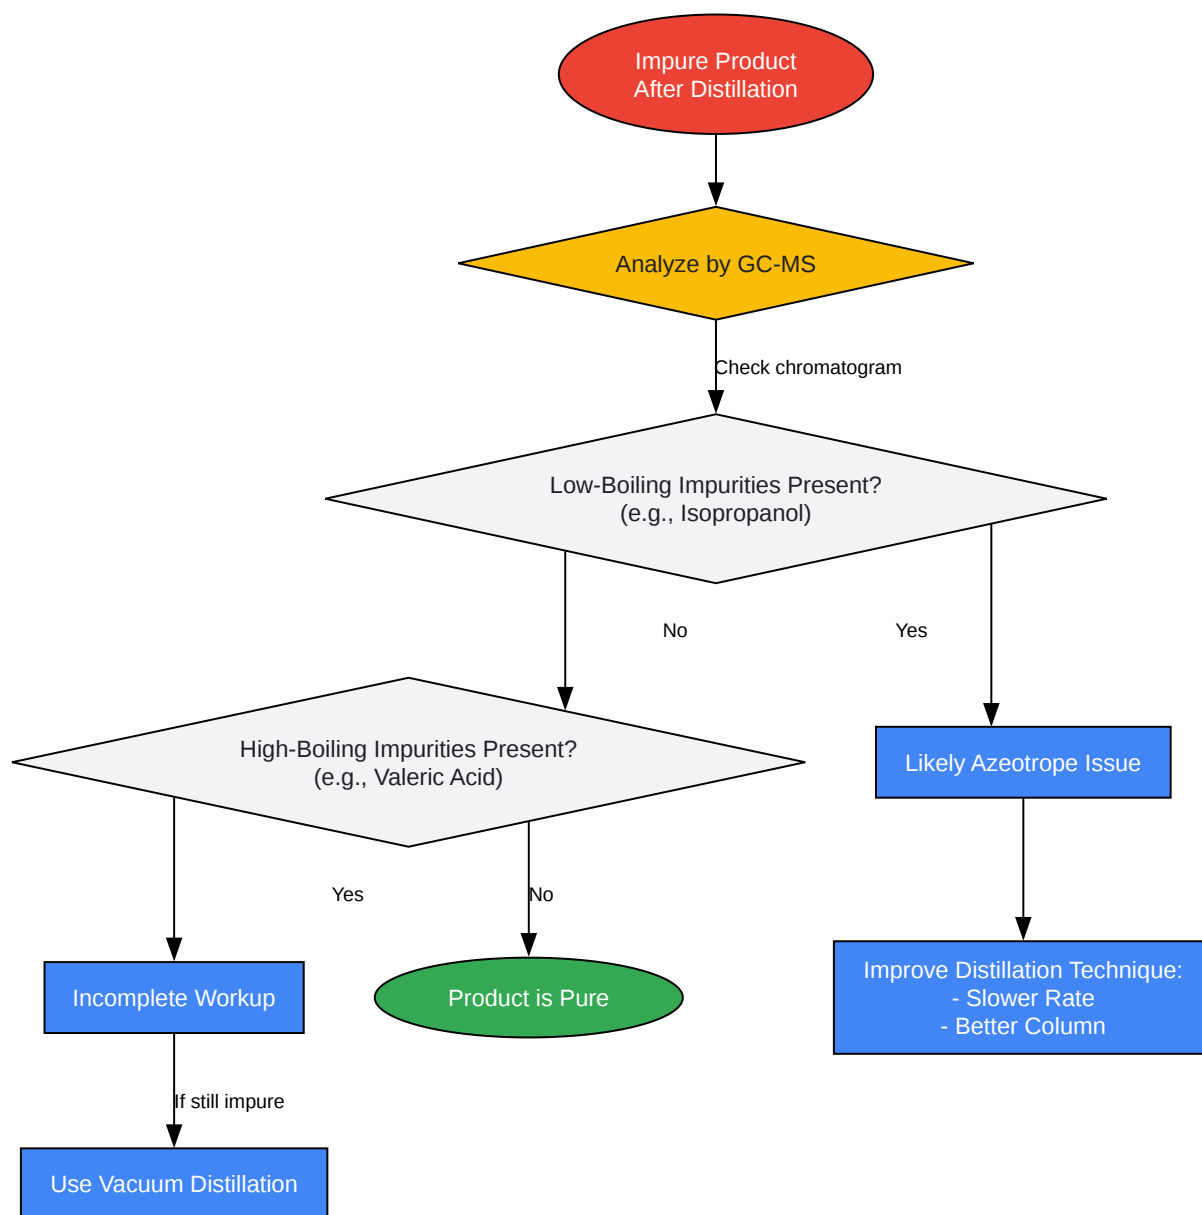 Impure Product
After Distillation
Analyze by GC-MS
Check chromatogram
Low-Boiling Impurities Present?
(e.g., Isopropanol)
No
Yes
High-Boiling Impurities Present?
(e.g., Valeric Acid)
Likely Azeotrope Issue
Yes
No
Incomplete Workup
Product is Pure
Improve Distillation Technique:
- Slower Rate
- Better Column
If still impure
Use Vacuum Distillation